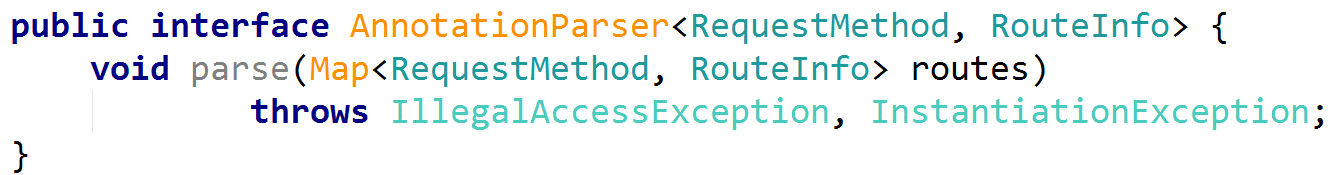 public interface AnnotationParser<RequestMethod, RouteInfo> {
    void parse(Map<RequestMethod, RouteInfo> routes)
            throws IllegalAccessException, InstantiationException;
}